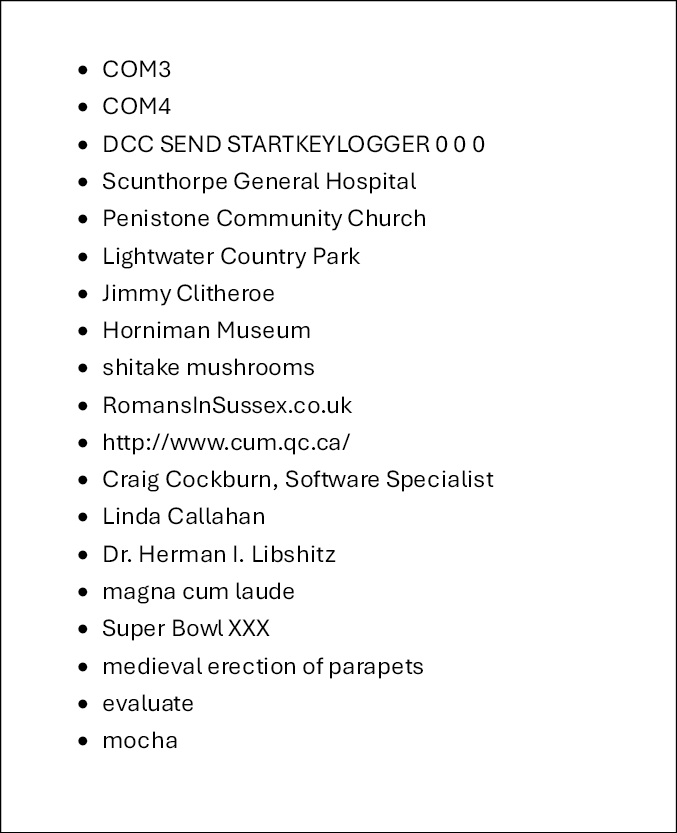 • COM3
• COM4
• DCC SEND STARTKEYLOGGER 0 0 0
• Scunthorpe General Hospital
• Penistone Community Church
• Lightwater Country Park
• Jimmy Clitheroe
• Horniman Museum
• shitake mushrooms
• RomansInSussex.co.uk
• http://www.cum.qc.ca/
• Craig Cockburn, Software Specialist
• Linda Callahan
• Dr. Herman I. Libshitz
• magna cum laude
• Super Bowl XXX
• medieval erection of parapets
• evaluate
• mocha